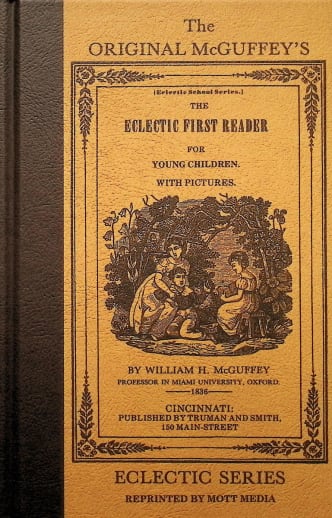 The
ORIGINAL McGUFFEY'S
[Eclectic School Series.]
THE
ECLECTIC FIRST READER
FOR
YOUNG CHILDREN.
WITH PICTURES.
BY WILLIAM H. McGUFFEY
PROFESSOR IN MIAMI UNIVERSITY, OXFORD.
1836
CINCINNATI:
PUBLISHED BY TRUMAN AND SMITH,
150 MAIN-STREET
ECLECTIC SERIES
REPRINTED BY MOTT MEDIA